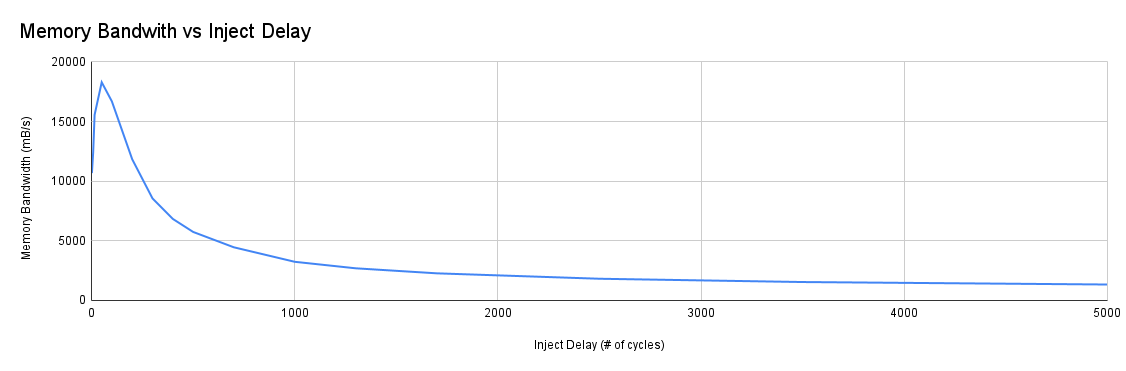 Memory Bandwith vs Inject Delay
20000
15000
10000
5000
0
Memory Bandwidth (mB/s)
0 1000 2000 3000 4000 5000
Inject Delay (# of cycles)